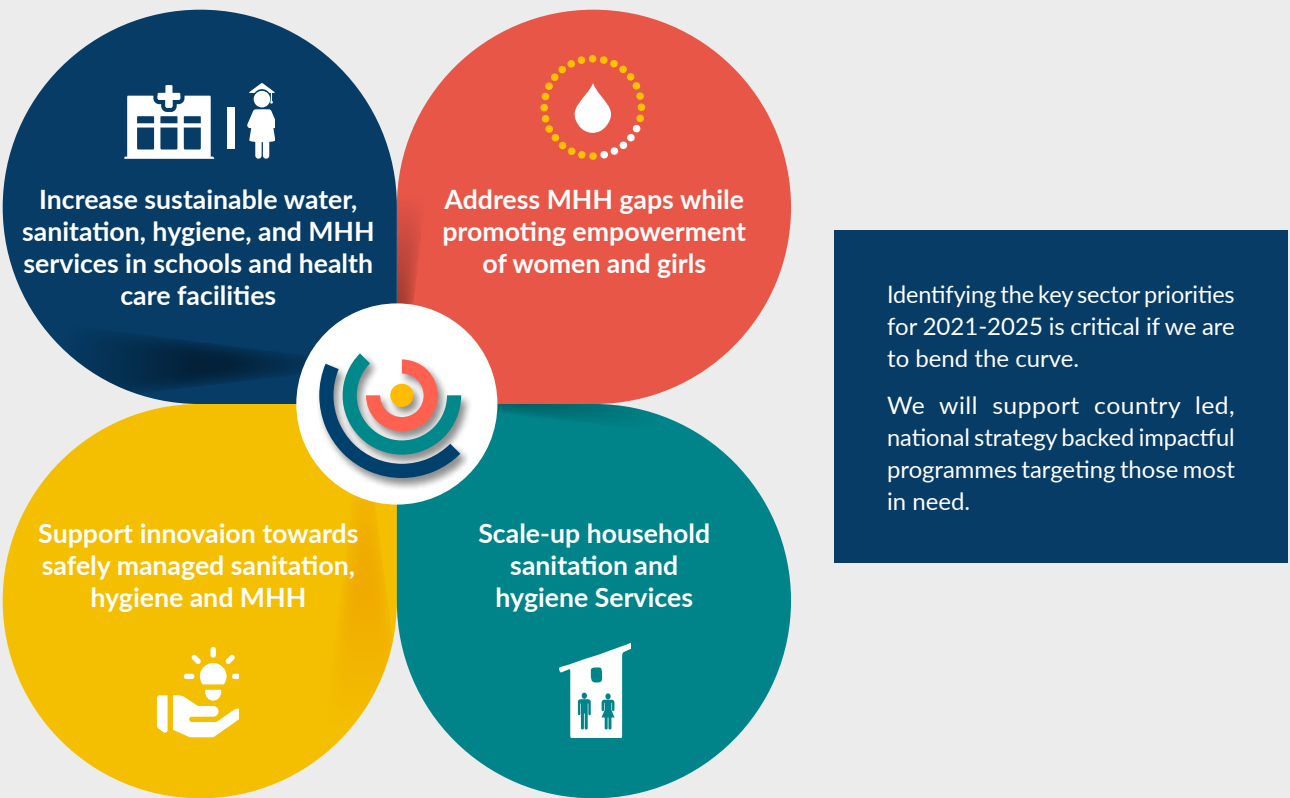 Increase sustainable water,
sanitation, hygiene, and MHH
services in schools and health
care facilities
Address MHH gaps while
promoting empowerment
of women and girls
Support innovaion towards
safely managed sanitation,
hygiene and MHH
Scale-up household
sanitation and
hygiene Services
Identifying the key sector priorities
for 2021-2025 is critical if we are
to bend the curve.
We will support country led,
national strategy backed impactful
programmes targeting those most
in need.